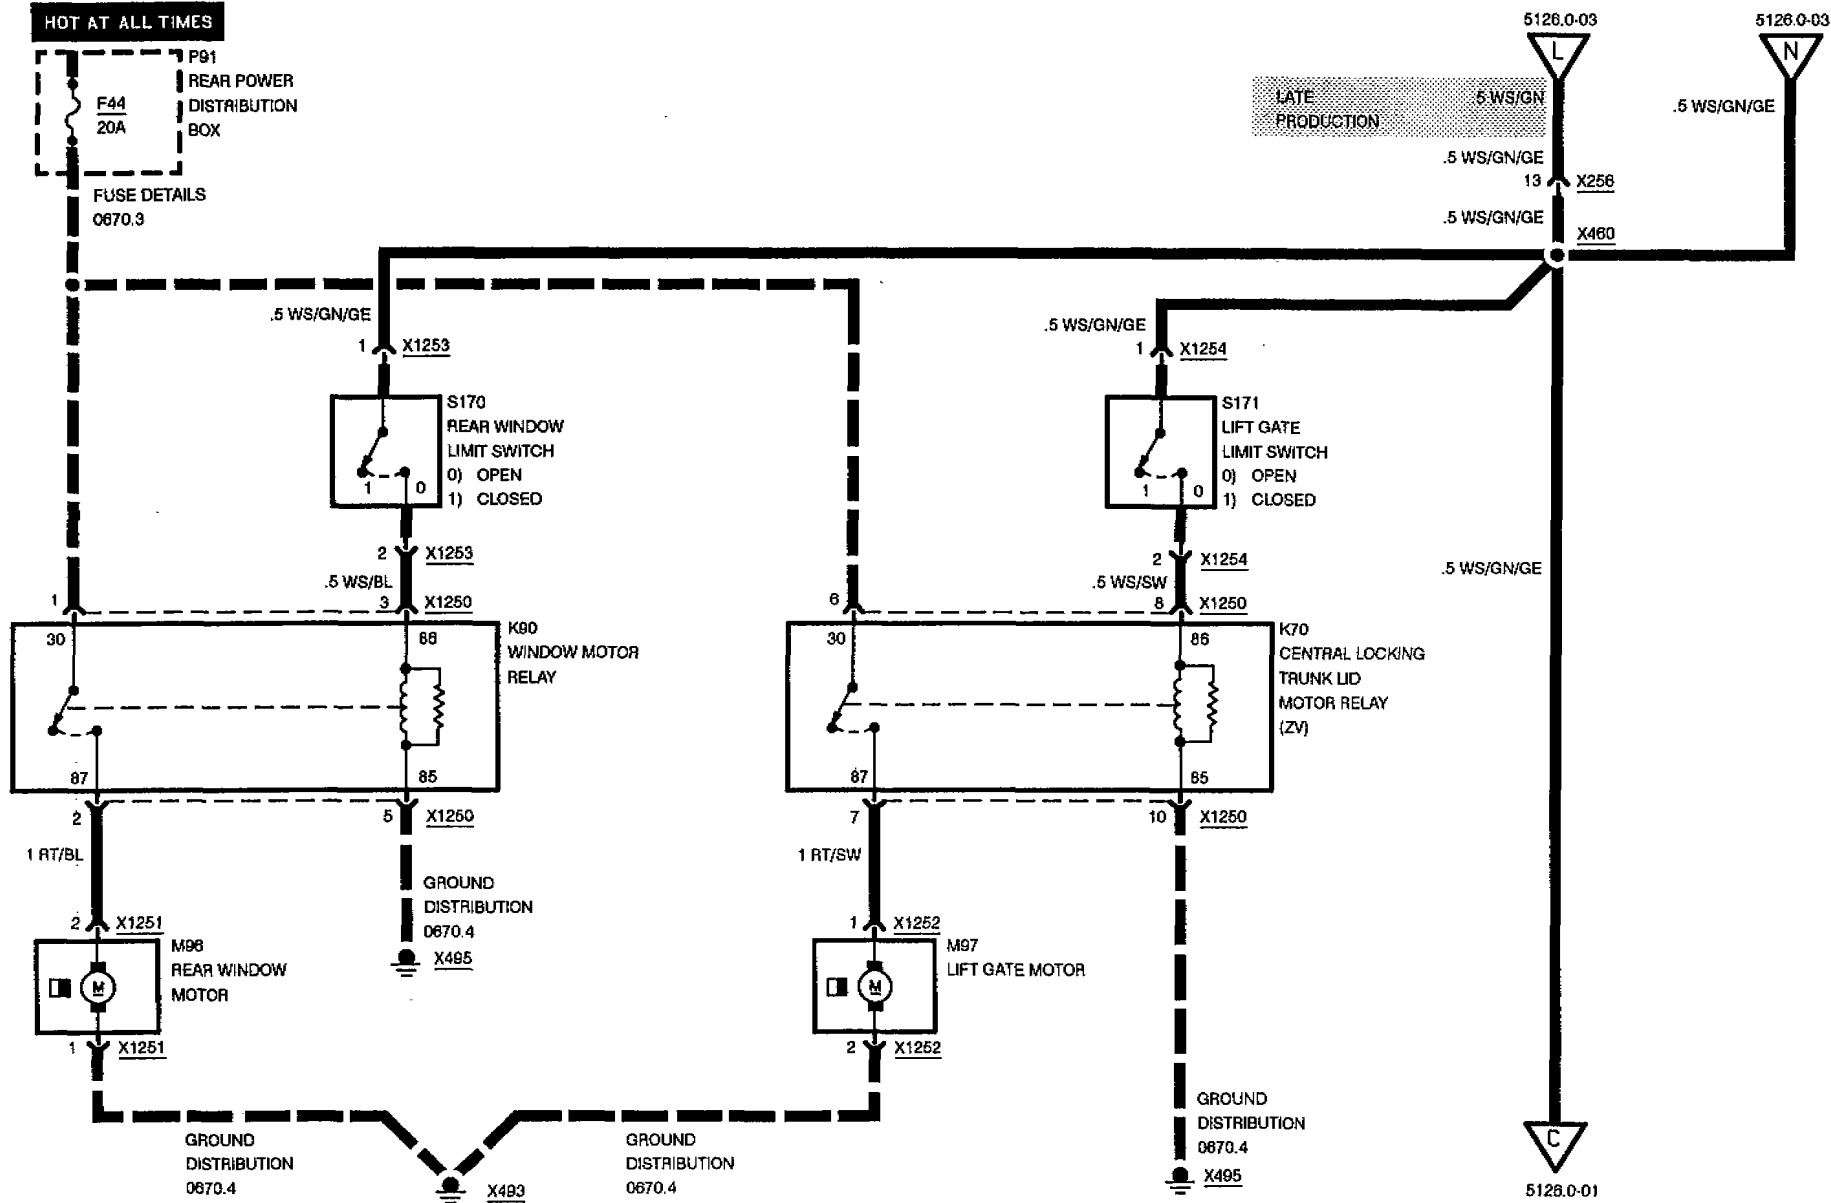 HOT AT ALL TIMES
P91
REAR POWER
DISTRIBUTION
BOX
F44
20A
FUSE DETAILS
0670.3
5126.0-03
L
LATE
PRODUCTION
.5 WS/GN
.5 WS/GN/GE
13
X256
.5 WS/GN/GE
X460
5126.0-03
N
.5 WS/GN/GE
.5 WS/GN/GE
1
X1253
S170
REAR WINDOW
LIMIT SWITCH
0) OPEN
1) CLOSED
1
0
2
X1253
.5 WS/BL
1
3
X1250
.5 WS/GN/GE
1
X1254
S171
LIFT GATE
LIMIT SWITCH
0) OPEN
1) CLOSED
1
0
2
X1254
.5 WS/SW
6
8
X1250
.5 WS/GN/GE
K90
WINDOW MOTOR
RELAY
30
86
87
85
2
5
X1250
K70
CENTRAL LOCKING
TRUNK LID
MOTOR RELAY
(ZV)
30
86
87
85
7
10
X1250
1 RT/BL
2
X1251
M96
REAR WINDOW
MOTOR
M
1
X1251
GROUND
DISTRIBUTION
0670.4
X495
1 RT/SW
1
X1252
M97
LIFT GATE MOTOR
M
2
X1252
GROUND
DISTRIBUTION
0670.4
X493
GROUND
DISTRIBUTION
0670.4
GROUND
DISTRIBUTION
0670.4
X495
C
5126.0-01